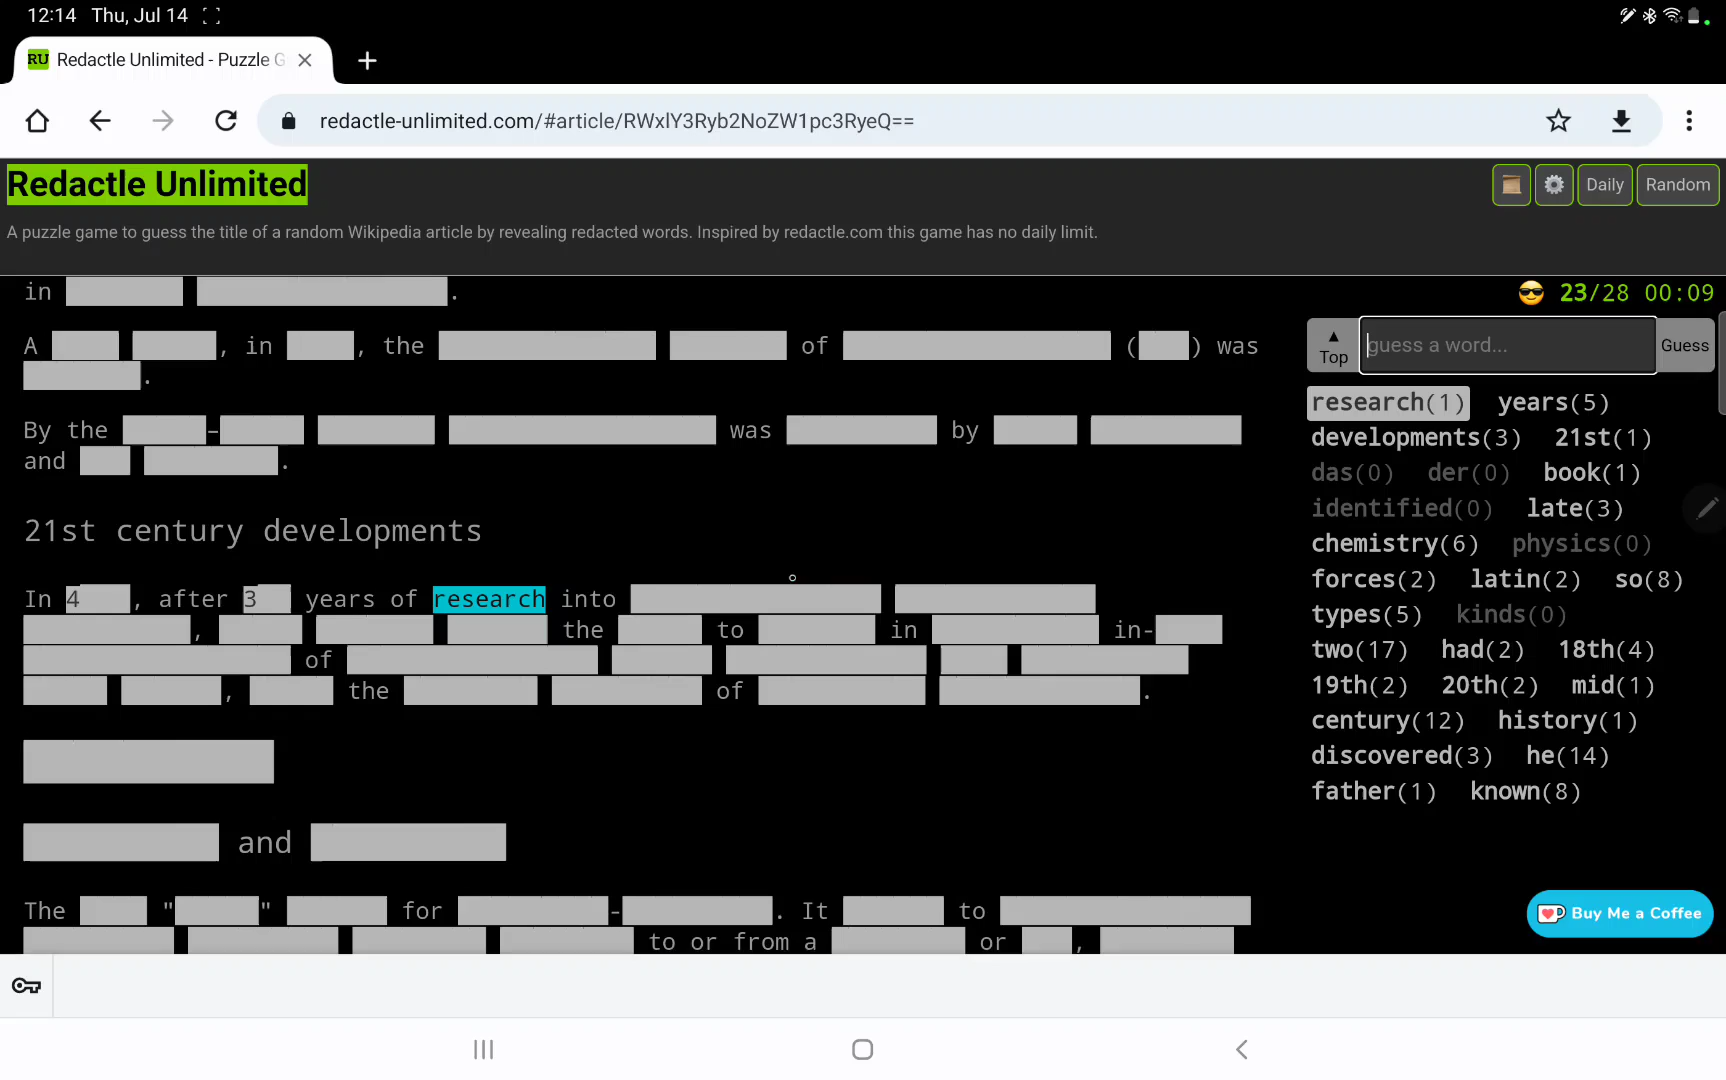 12:14 Thu, Jul 14
RU Redactle Unlimited - Puzzle G
redactle-unlimited.com/#article/RWxlY3Ryb2NoZW1pc3RyeQ==
Redactle Unlimited
Daily Random
A puzzle game to guess the title of a random Wikipedia article by revealing redacted words. Inspired by redactle.com this game has no daily limit.
in .
23/28 00:09
A , in , the of ( ) was
.
Top
guess a word...
Guess
By the - was by
and .
21st century developments
In 4 , after 3 years of research into
, the to in in-
of
, the of .
and
The " " for - . It to
to or from a or ,
research(1) years(5)
developments(3) 21st(1)
das(0) der(0) book(1)
identified(0) late(3)
chemistry(6) physics(0)
forces(2) latin(2) so(8)
types(5) kinds(0)
two(17) had(2) 18th(4)
19th(2) 20th(2) mid(1)
century(12) history(1)
discovered(3) he(14)
father(1) known(8)
Buy Me a Coffee